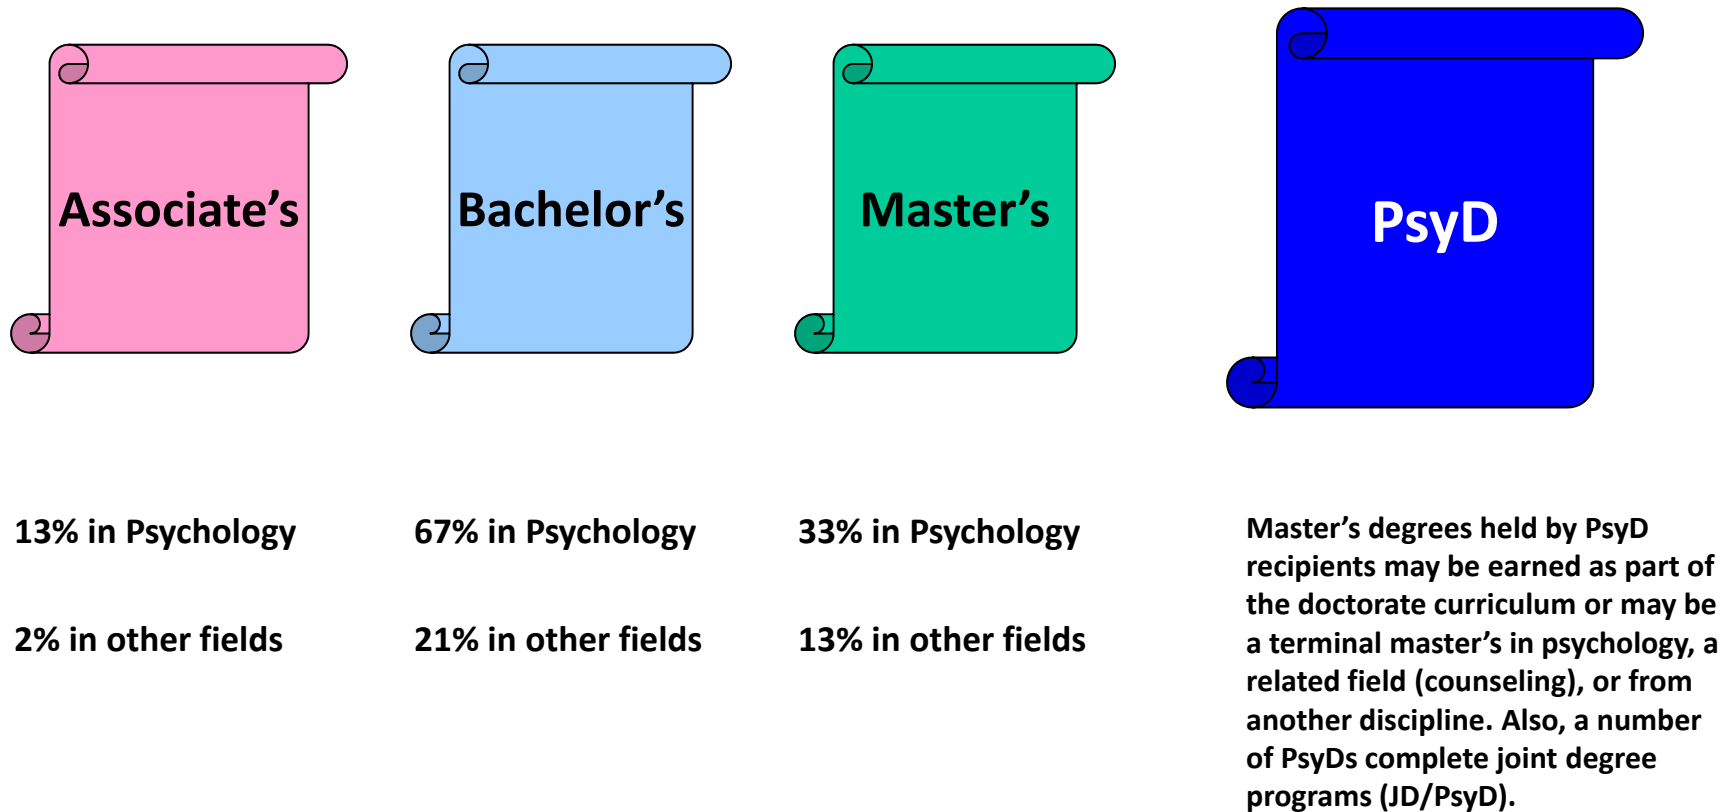 Associate’s
Bachelor’s
Master’s
PsyD
13% in Psychology
2% in other fields
67% in Psychology
21% in other fields
33% in Psychology
13% in other fields
Master’s degrees held by PsyD
recipients may be earned as part of
the doctorate curriculum or may be
a terminal master’s in psychology, a
related field (counseling), or from
another discipline. Also, a number
of PsyDs complete joint degree
programs (JD/PsyD).